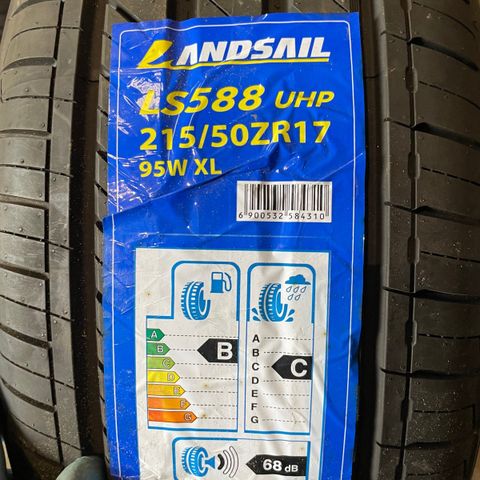 LANDSAIL
LS588 UHP
215/50ZR17
95W XL
6 900532 584310
A
B
C
D
E
F
G
B
A
B
C
D
E
F
G
C
68 dB